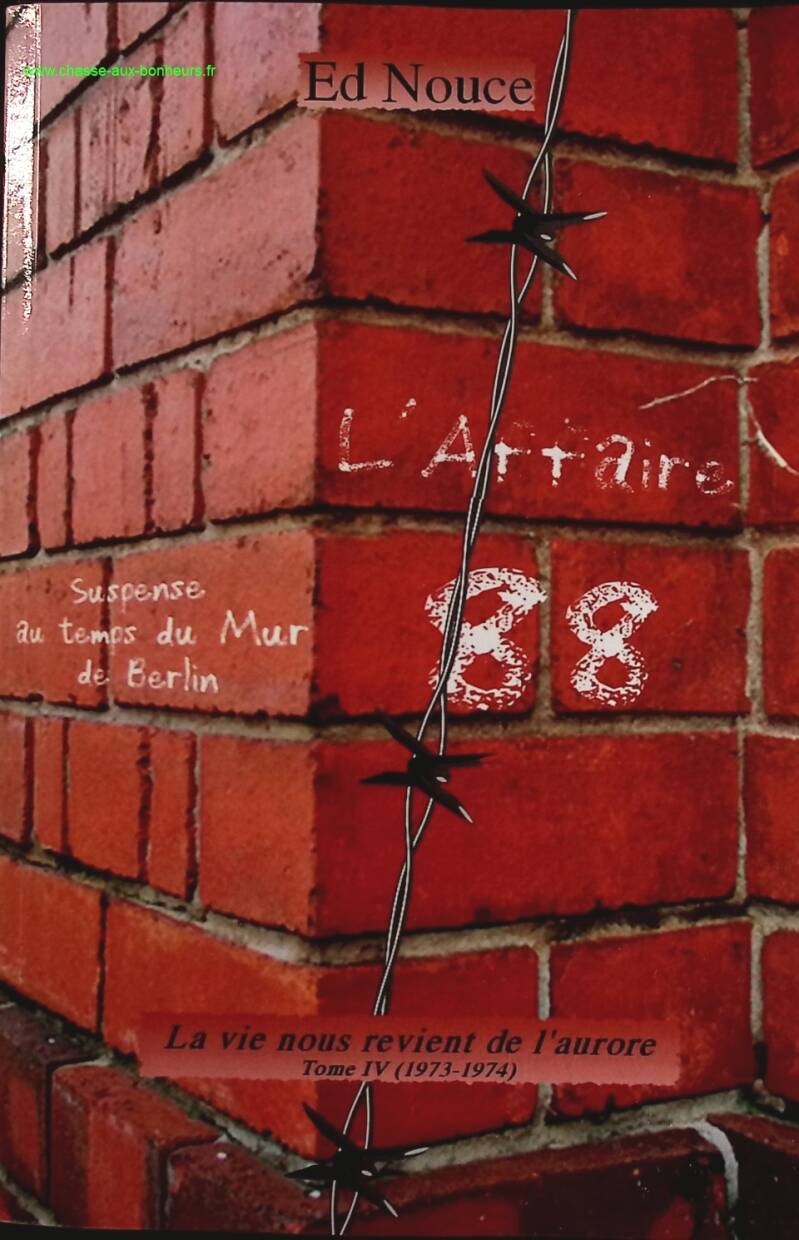 www.chasse-aux-bonheurs.fr
Ed Nouce
L'Affaire
88
Suspense
au temps du Mur
de Berlin
La vie nous revient de l'aurore
Tome IV (1973-1974)